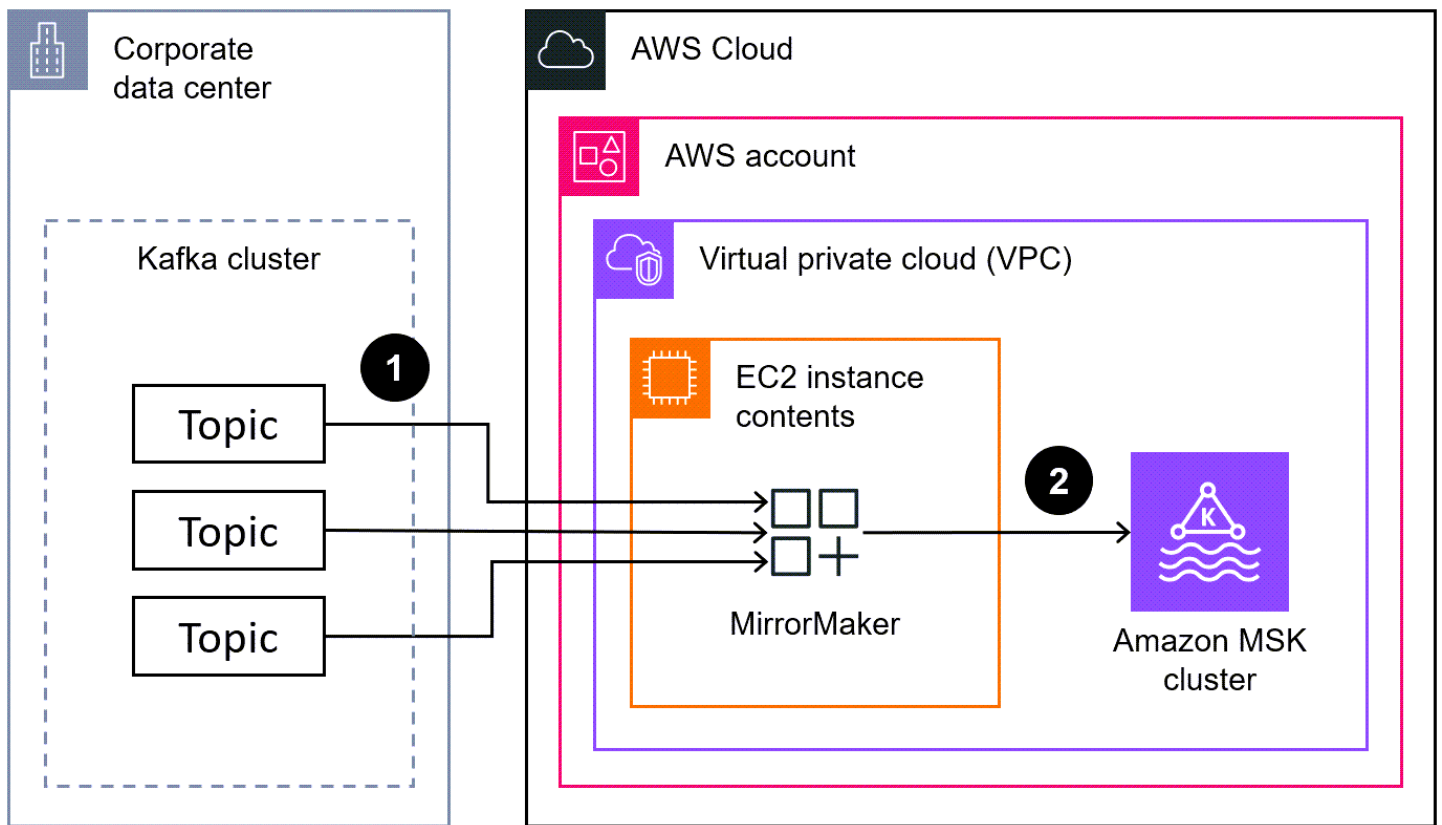 Corporate
data center
AWS Cloud
AWS account
Kafka cluster
Virtual private cloud (VPC)
1
EC2 instance
contents
Topic
2
K
Topic
MirrorMaker
Topic
Amazon MSK
cluster